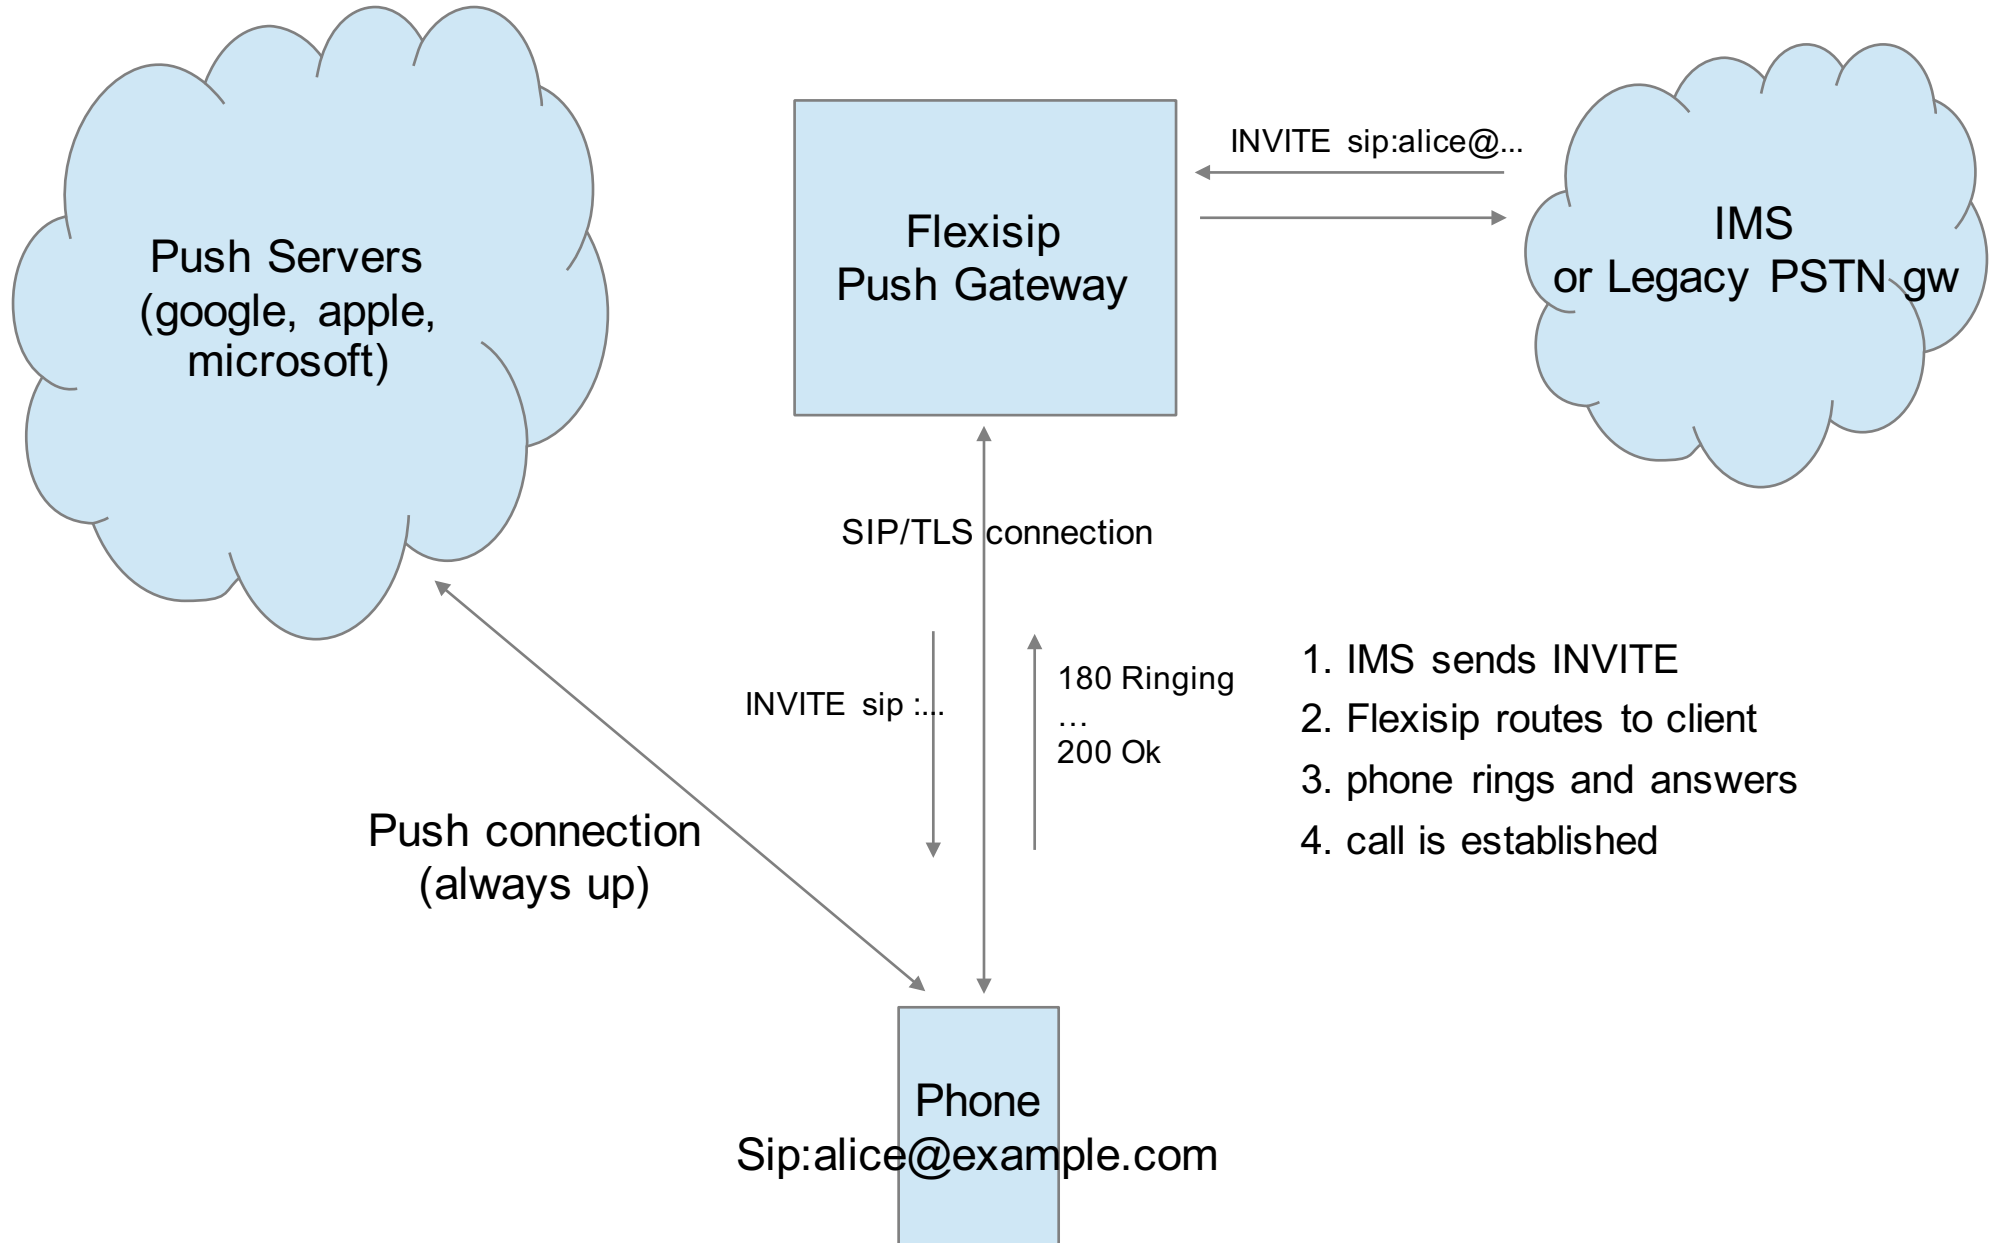 Push Servers
(google, apple,
microsoft)
Flexisip
Push Gateway
INVITE sip:alice@...
IMS
or Legacy PSTN gw
SIP/TLS connection
INVITE sip :...
180 Ringing
…
200 Ok
1. IMS sends INVITE
2. Flexisip routes to client
3. phone rings and answers
4. call is established
Push connection
(always up)
Phone
Sip:alice@example.com